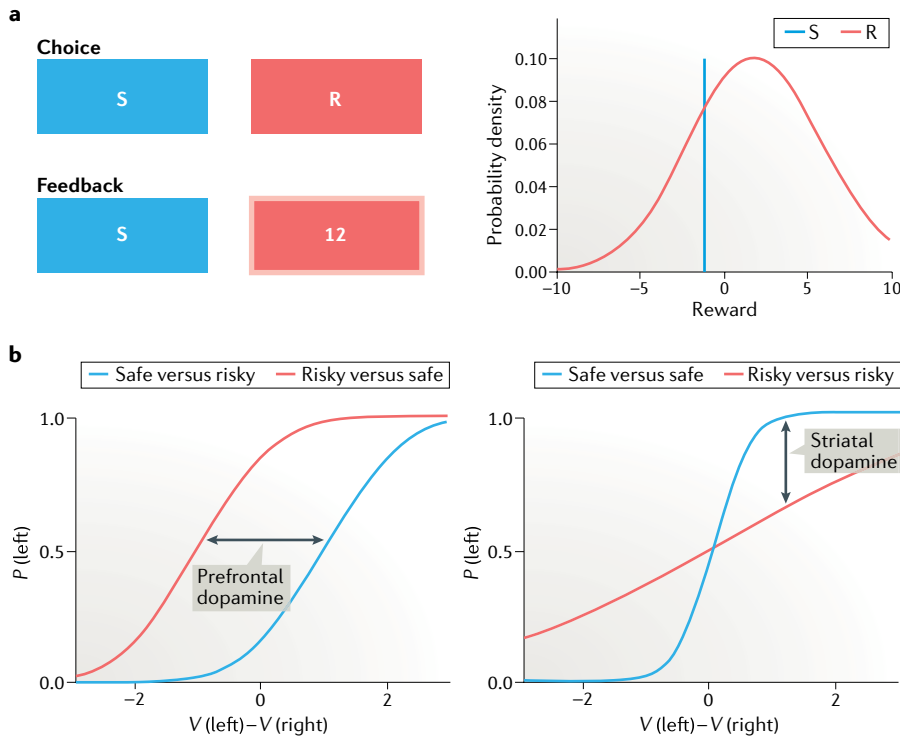 a
Choice
S
R
Feedback
S
12
S
R
Probability density
0.10
0.08
0.06
0.04
0.02
0.00
−10
−5
0
5
10
Reward
b
Safe versus risky
Risky versus safe
P (left)
1.0
0.5
0.0
Prefrontal
dopamine
−2
0
2
V (left) – V (right)
Safe versus safe
Risky versus risky
P (left)
1.0
0.5
0.0
Striatal
dopamine
−2
0
2
V (left) – V (right)